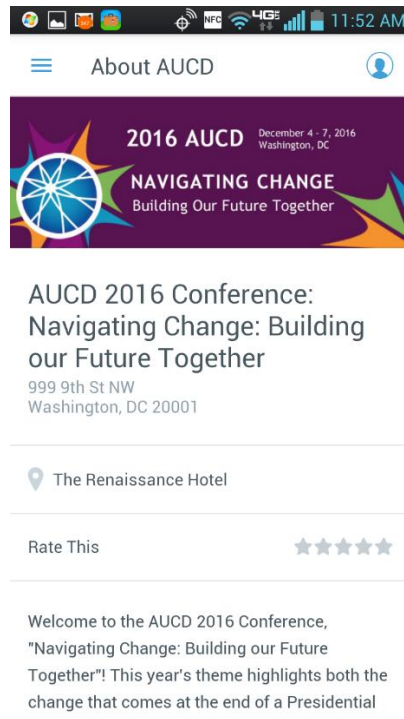 NFC 4GE 11:52 AM
About AUCD
2016 AUCD December 4 - 7, 2016
Washington, DC
NAVIGATING CHANGE
Building Our Future Together
AUCD 2016 Conference:
Navigating Change: Building
our Future Together
999 9th St NW
Washington, DC 20001
The Renaissance Hotel
Rate This
Welcome to the AUCD 2016 Conference,
"Navigating Change: Building our Future
Together"! This year's theme highlights both the
change that comes at the end of a Presidential